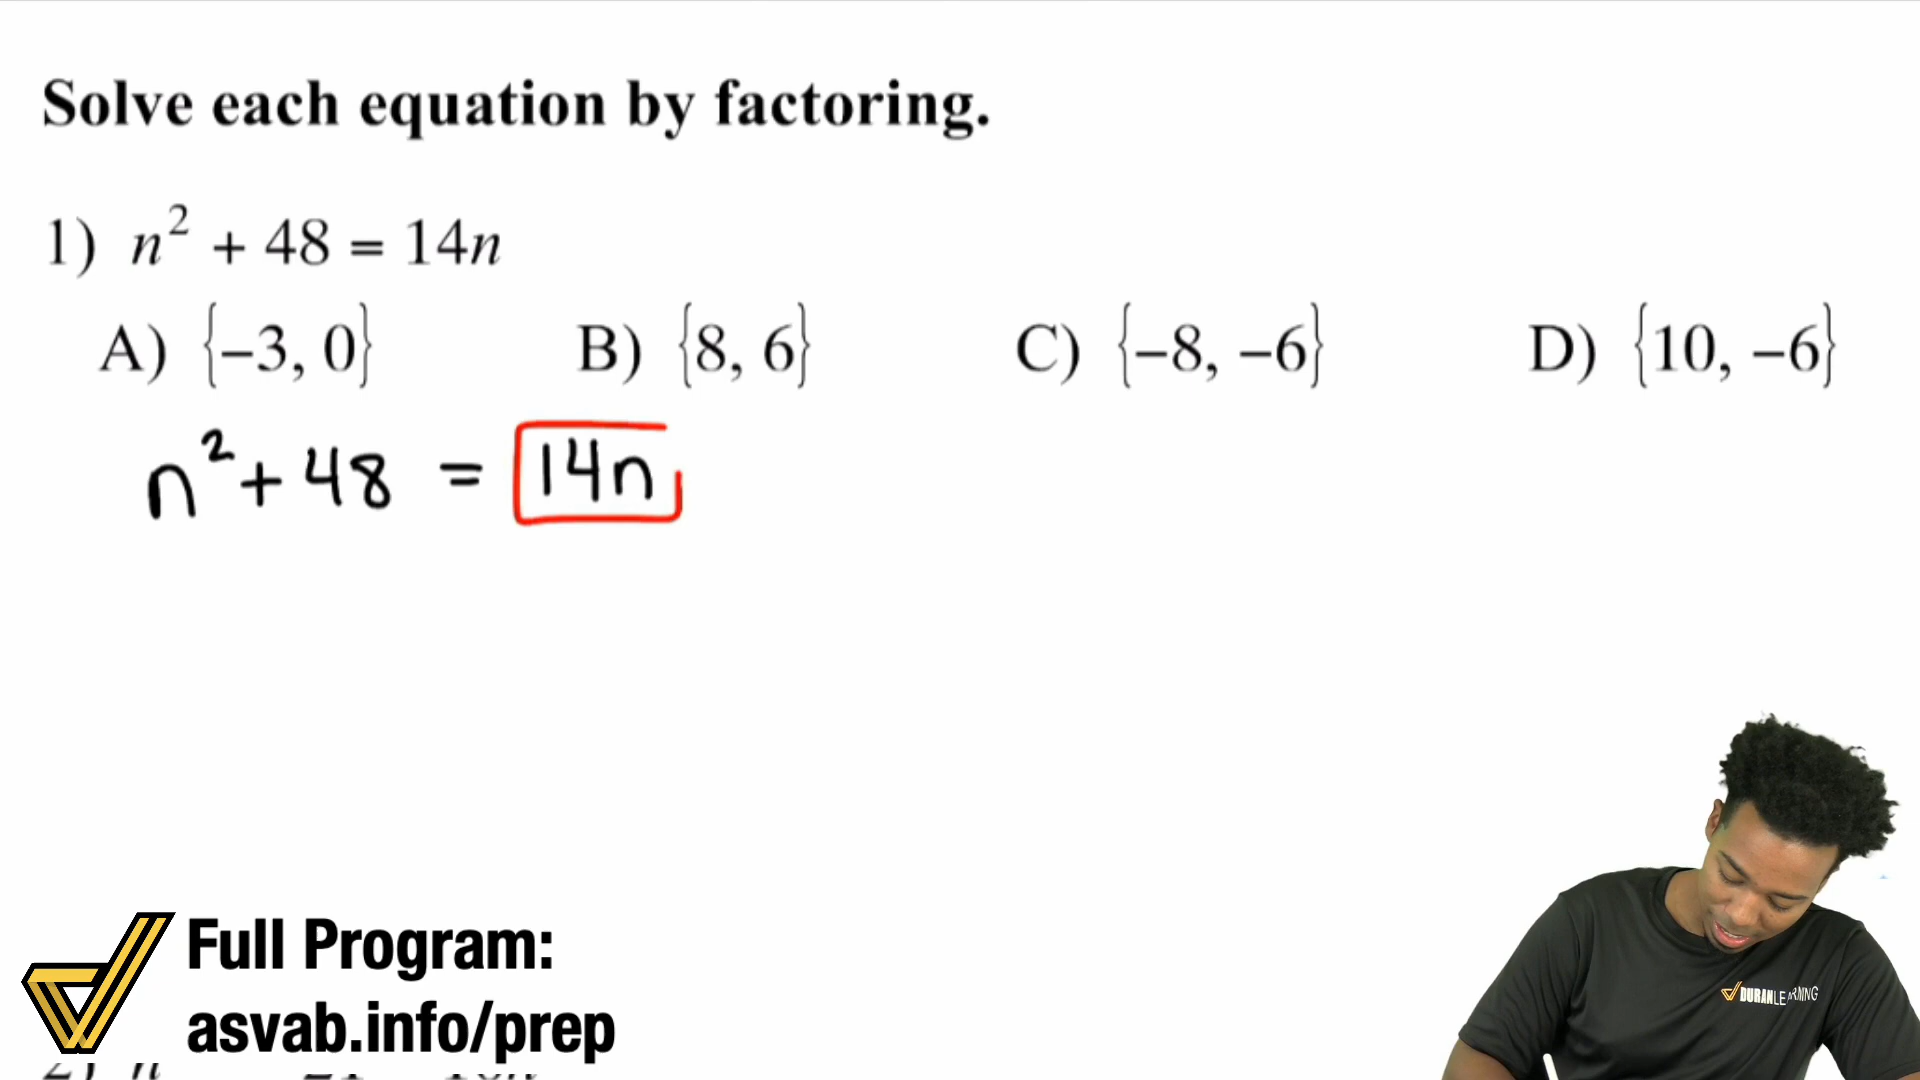 Solve each equation by factoring.
1) n² + 48 = 14n
A) {−3, 0} B) {8, 6} C) {−8, −6} D) {10, −6}
n² + 48 = 14n
Full Program:
asvab.info/prep
DURANLEARNING